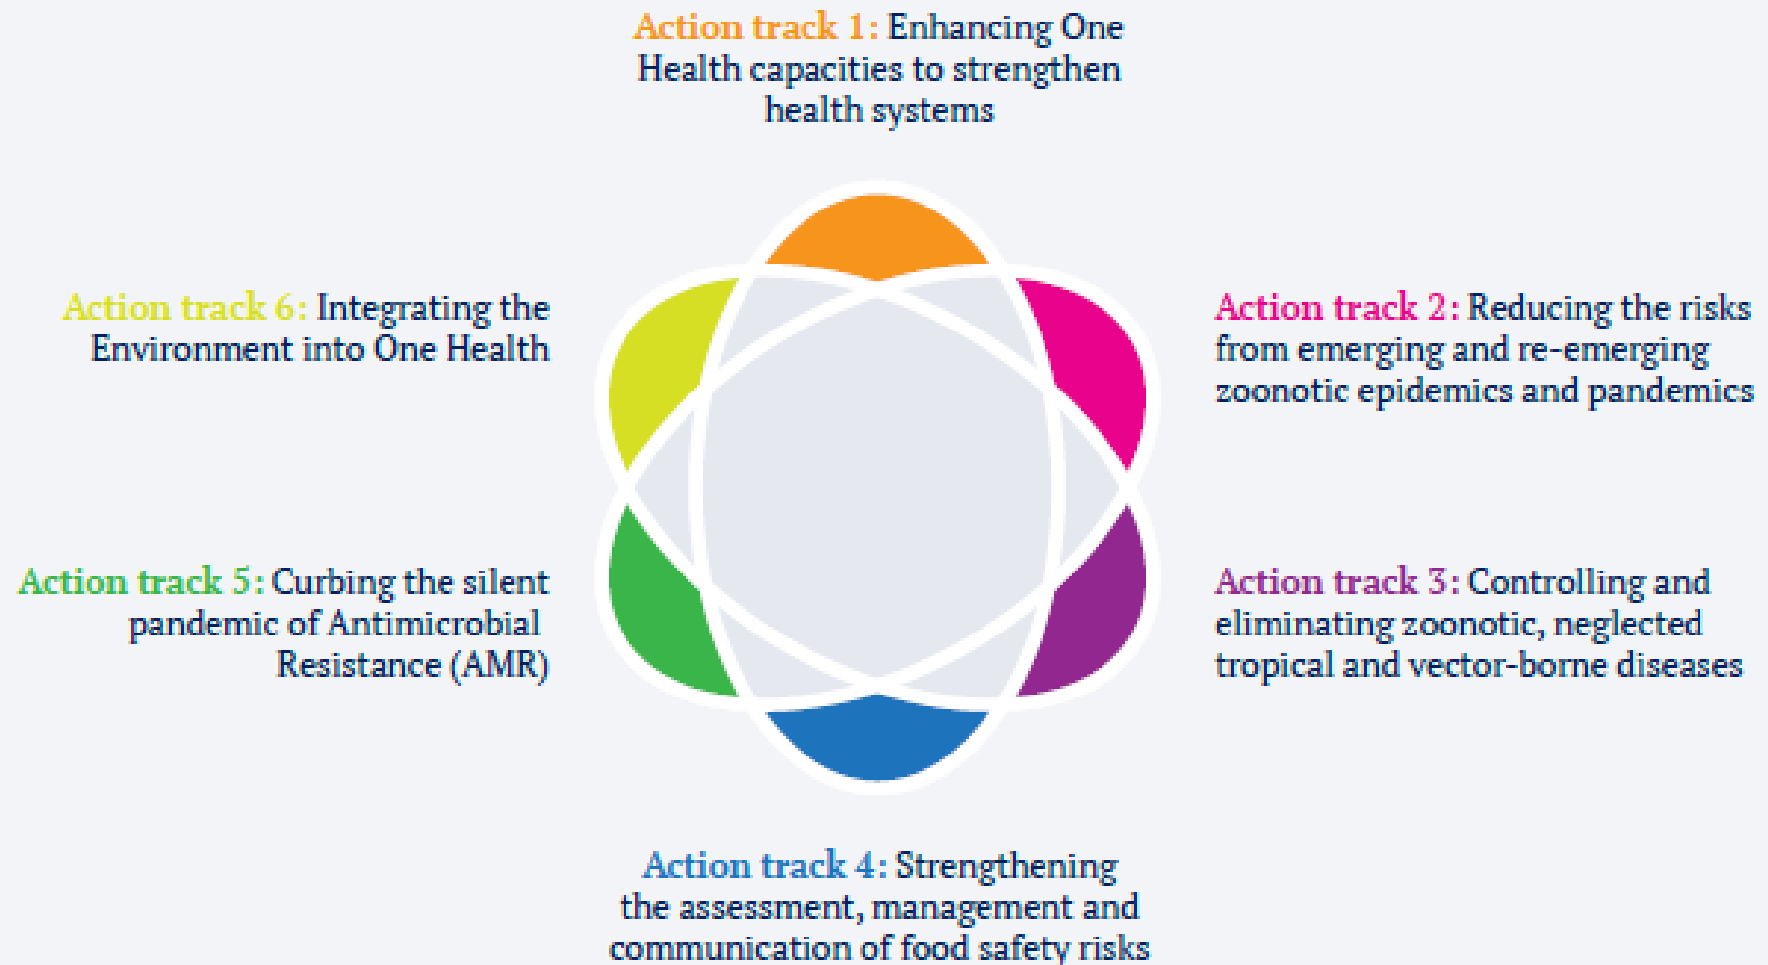 Action track 1: Enhancing One
Health capacities to strengthen
health systems
Action track 2: Reducing the risks
from emerging and re-emerging
zoonotic epidemics and pandemics
Action track 3: Controlling and
eliminating zoonotic, neglected
tropical and vector-borne diseases
Action track 4: Strengthening
the assessment, management and
communication of food safety risks
Action track 5: Curbing the silent
pandemic of Antimicrobial
Resistance (AMR)
Action track 6: Integrating the
Environment into One Health